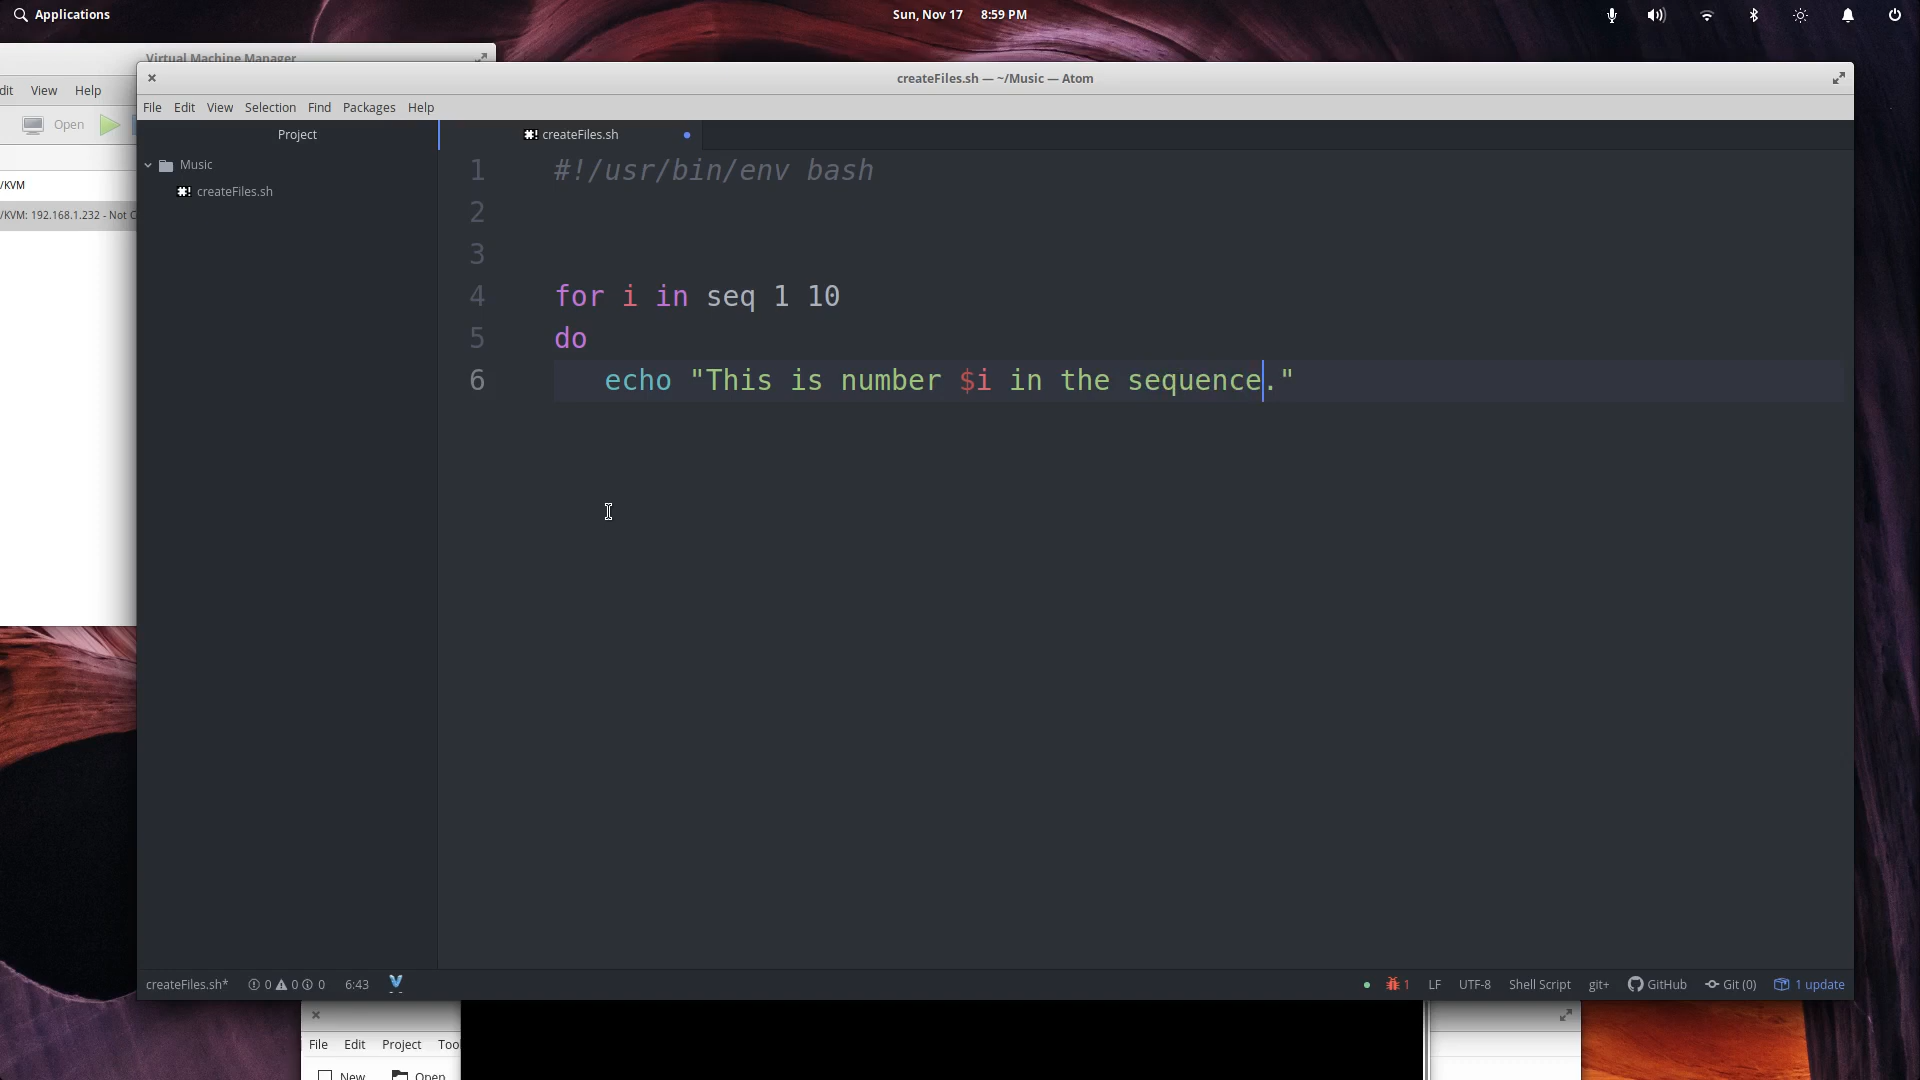 Applications
Sun, Nov 17 8:59 PM
Virtual Machine Manager
dit View Help
Open
/KVM
/KVM: 192.168.1.232 - Not C
createFiles.sh — ~/Music — Atom
File Edit View Selection Find Packages Help
Project
Music
createFiles.sh
createFiles.sh
1 #!/usr/bin/env bash
2
3
4 for i in seq 1 10
5 do
6 echo "This is number $i in the sequence."
createFiles.sh* 0 0 0 6:43
1 LF UTF-8 Shell Script git+ GitHub Git (0) 1 update
File Edit Project Too
New Open